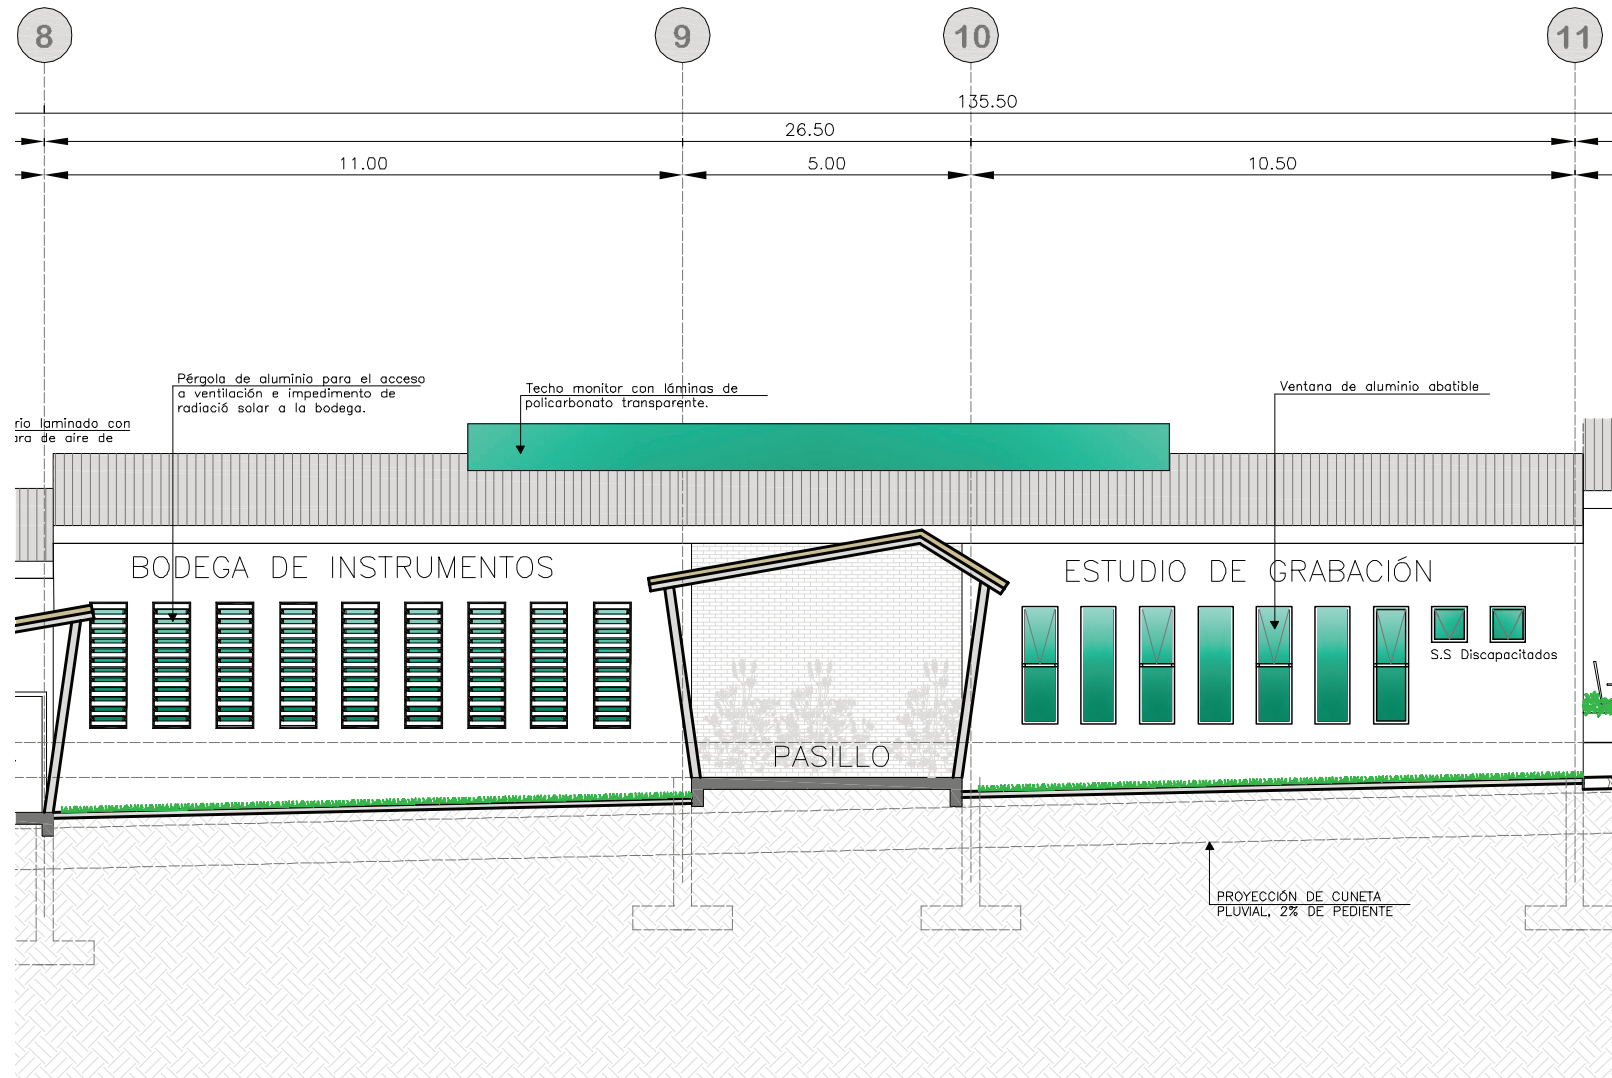 8 9 10 11
135.50
26.50
11.00 5.00 10.50
Pérgola de aluminio para el acceso
a ventilación e impedimento de
radiació solar a la bodega.
Techo monitor con láminas de
policarbonato transparente.
Ventana de aluminio abatible
rio laminado con
ara de aire de
BODEGA DE INSTRUMENTOS
ESTUDIO DE GRABACIÓN
S.S Discapacitados
PASILLO
PROYECCIÓN DE CUNETA
PLUVIAL, 2% DE PEDIENTE